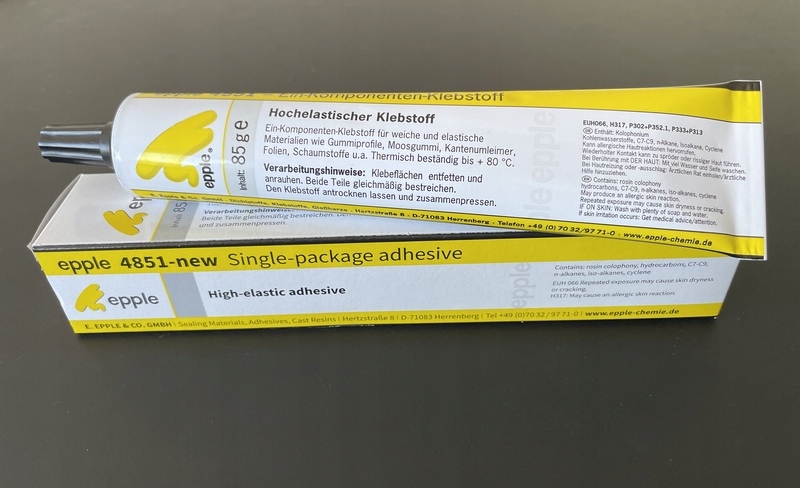 epple 4851 Ein-Komponenten-Klebstoff
epple®
Inhalt: 85 g e
Hochelastischer Klebstoff
Ein-Komponenten-Klebstoff für weiche und elastische
Materialien wie Gummiprofile, Moosgummi, Kantenumleimer,
Folien, Schaumstoffe u.a. Thermisch beständig bis + 80 °C.
Verarbeitungshinweise: Klebeflächen entfetten und
anrauhen. Beide Teile gleichmäßig bestreichen.
Den Klebstoff antrocknen lassen und zusammenpressen.
EUH066, H317, P302+P352.1, P333+P313
Enthält: Kolophonium
Kohlenwasserstoffe, C7-C9, n-Alkane, Isoalkane, Cyclene
Kann allergische Hautreaktionen hervorrufen.
Wiederholter Kontakt kann zu spröder oder rissiger Haut führen.
Bei Berührung mit DER HAUT: Mit viel Wasser und Seife waschen.
Bei Hautreizung oder -ausschlag: Ärztlichen Rat einholen/ärztliche
Hilfe hinzuziehen.
Contains: rosin colophony
hydrocarbons, C7-C9, n-alkanes, iso-alkanes, cyclene
May produce an allergic skin reaction.
Repeated exposure may cause skin dryness or cracking.
IF ON SKIN: Wash with plenty of soap and water.
If skin irritation occurs: Get medical advice/attention.
E. Epple & Co. GmbH · Dichtstoffe, Klebstoffe, Gießharze · Hertzstraße 8 · D-71083 Herrenberg · Telefon +49 (0) 70 32/97 71-0 · www.epple-chemie.de
Inhalt 85
Verarbeitungshinweise:
Beide Teile gleichmäßig bestreichen. Den
und zusammenpressen.
epple 4851-new Single-package adhesive
epple
High-elastic adhesive
epple
Contains: rosin colophony, hydrocarbons, C7-C9,
n-alkanes, iso-alkanes, cyclene
EUH 066 Repeated exposure may cause skin dryness
or cracking.
H317: May cause an allergic skin reaction.
E. EPPLE & CO. GMBH | Sealing Materials, Adhesives, Cast Resins | Hertzstraße 8 | D-71083 Herrenberg | Tel +49 (0)70 32 / 97 71-0 | www.epple-chemie.de